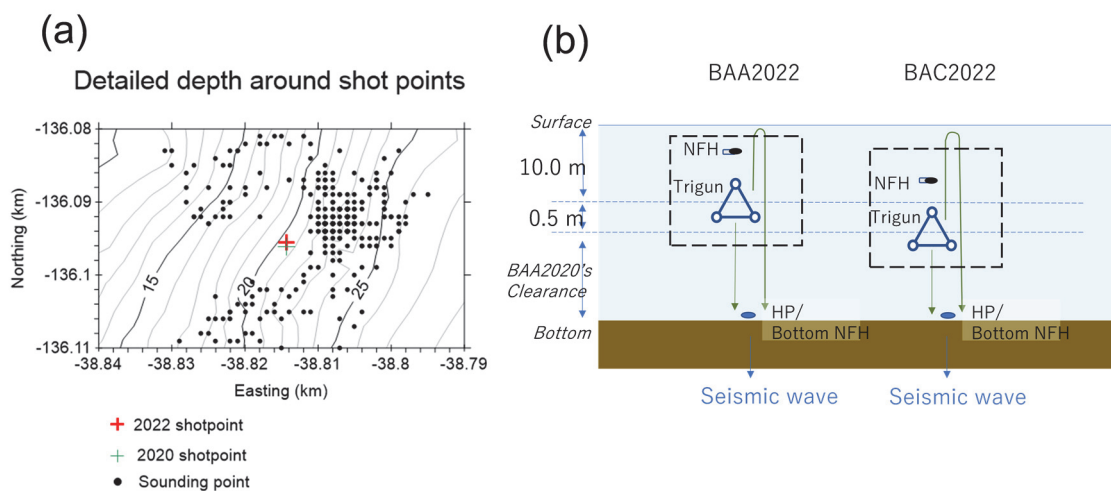 (a)
Detailed depth around shot points
-136.08
-136.09
-136.1
-136.11
Northing (km)
15
20
25
-38.84
-38.83
-38.82
-38.81
-38.8
-38.79
Easting (km)
2022 shotpoint
2020 shotpoint
Sounding point
(b)
BAA2022
BAC2022
Surface
10.0 m
0.5 m
BAA2020's
Clearance
Bottom
NFH
Trigun
HP/
Bottom NFH
Seismic wave
NFH
Trigun
HP/
Bottom NFH
Seismic wave